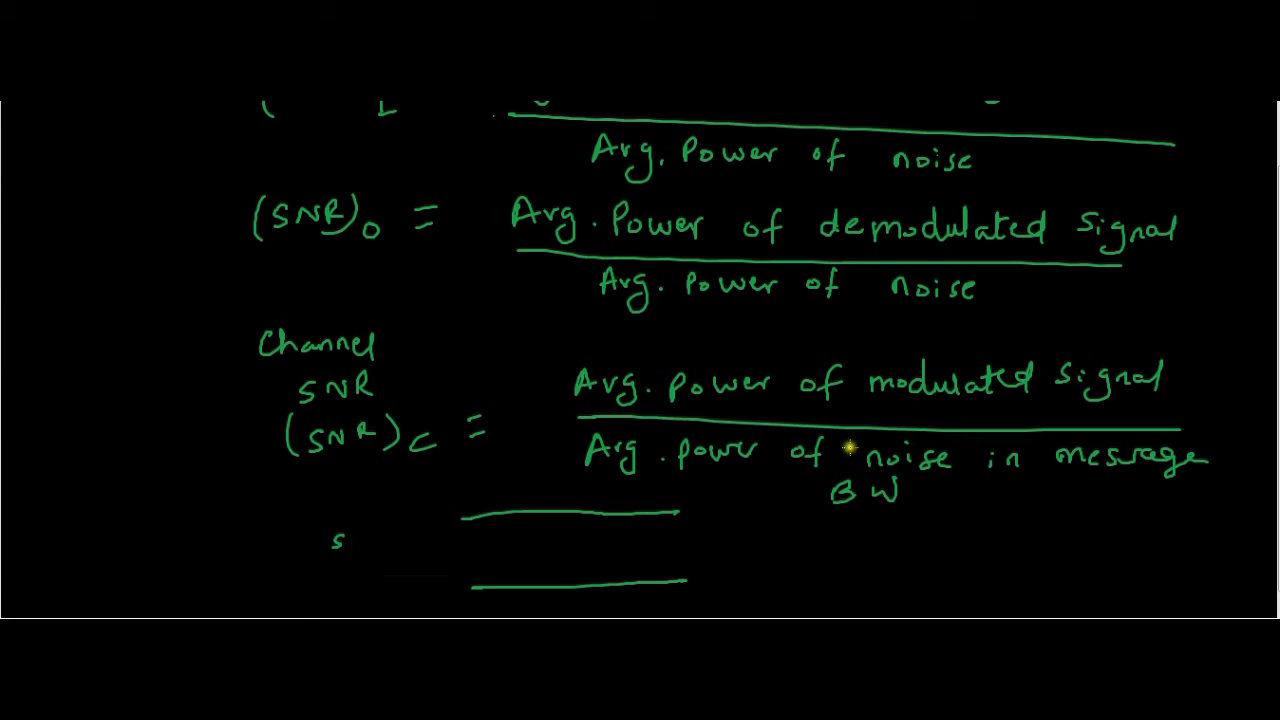 Avg. Power of noise
(SNR)o = Avg. Power of demodulated signal
Avg. Power of noise
Channel
SNR
(SNR)c = Avg. power of modulated signal
Avg. power of noise in message
BW
s